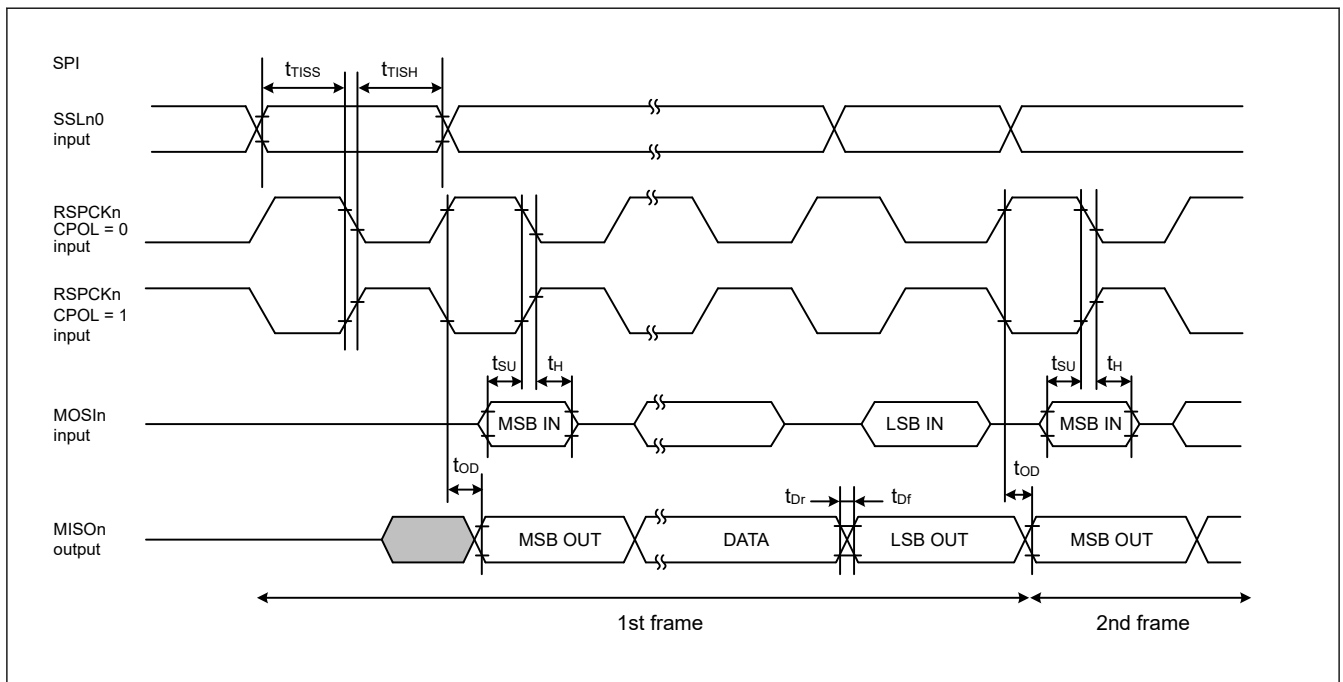 SPI
tTISS
tTISH
SSLn0
input
RSPCKn
CPOL = 0
input
RSPCKn
CPOL = 1
input
tSU
tH
tSU
tH
MOSIn
input
MSB IN
LSB IN
MSB IN
tOD
tDr
tDf
tOD
MISOn
output
MSB OUT
DATA
LSB OUT
MSB OUT
1st frame
2nd frame